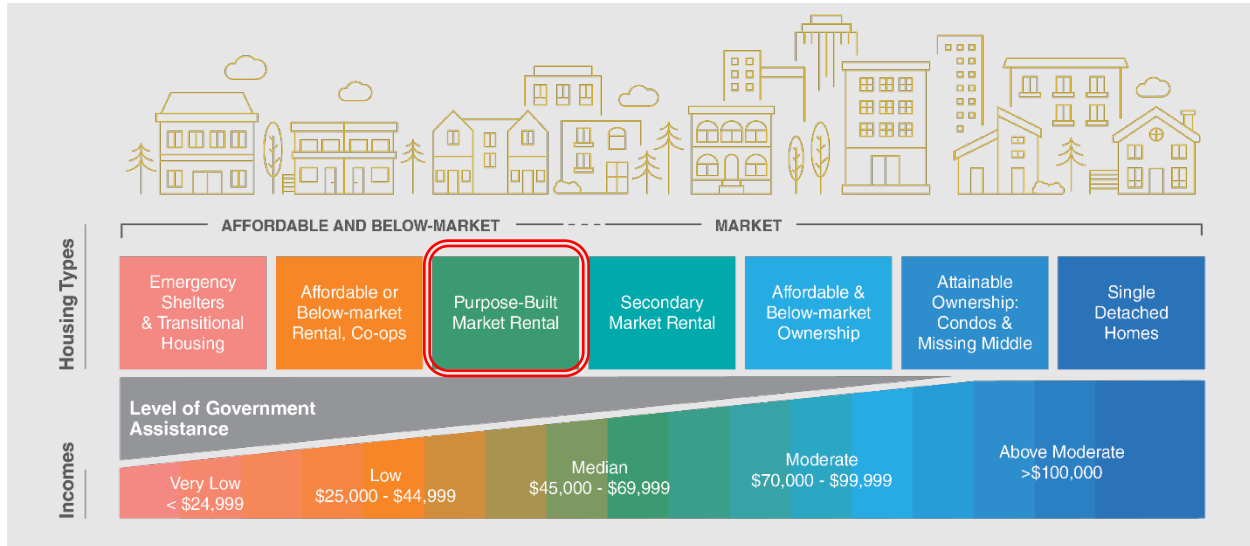 AFFORDABLE AND BELOW-MARKET
MARKET
Housing Types
Emergency
Shelters
& Transitional
Housing
Affordable or
Below-market
Rental, Co-ops
Purpose-Built
Market Rental
Secondary
Market Rental
Affordable &
Below-market
Ownership
Attainable
Ownership:
Condos &
Missing Middle
Single
Detached
Homes
Level of Government
Assistance
Incomes
Very Low
< $24,999
Low
$25,000 - $44,999
Median
$45,000 - $69,999
Moderate
$70,000 - $99,999
Above Moderate
>$100,000